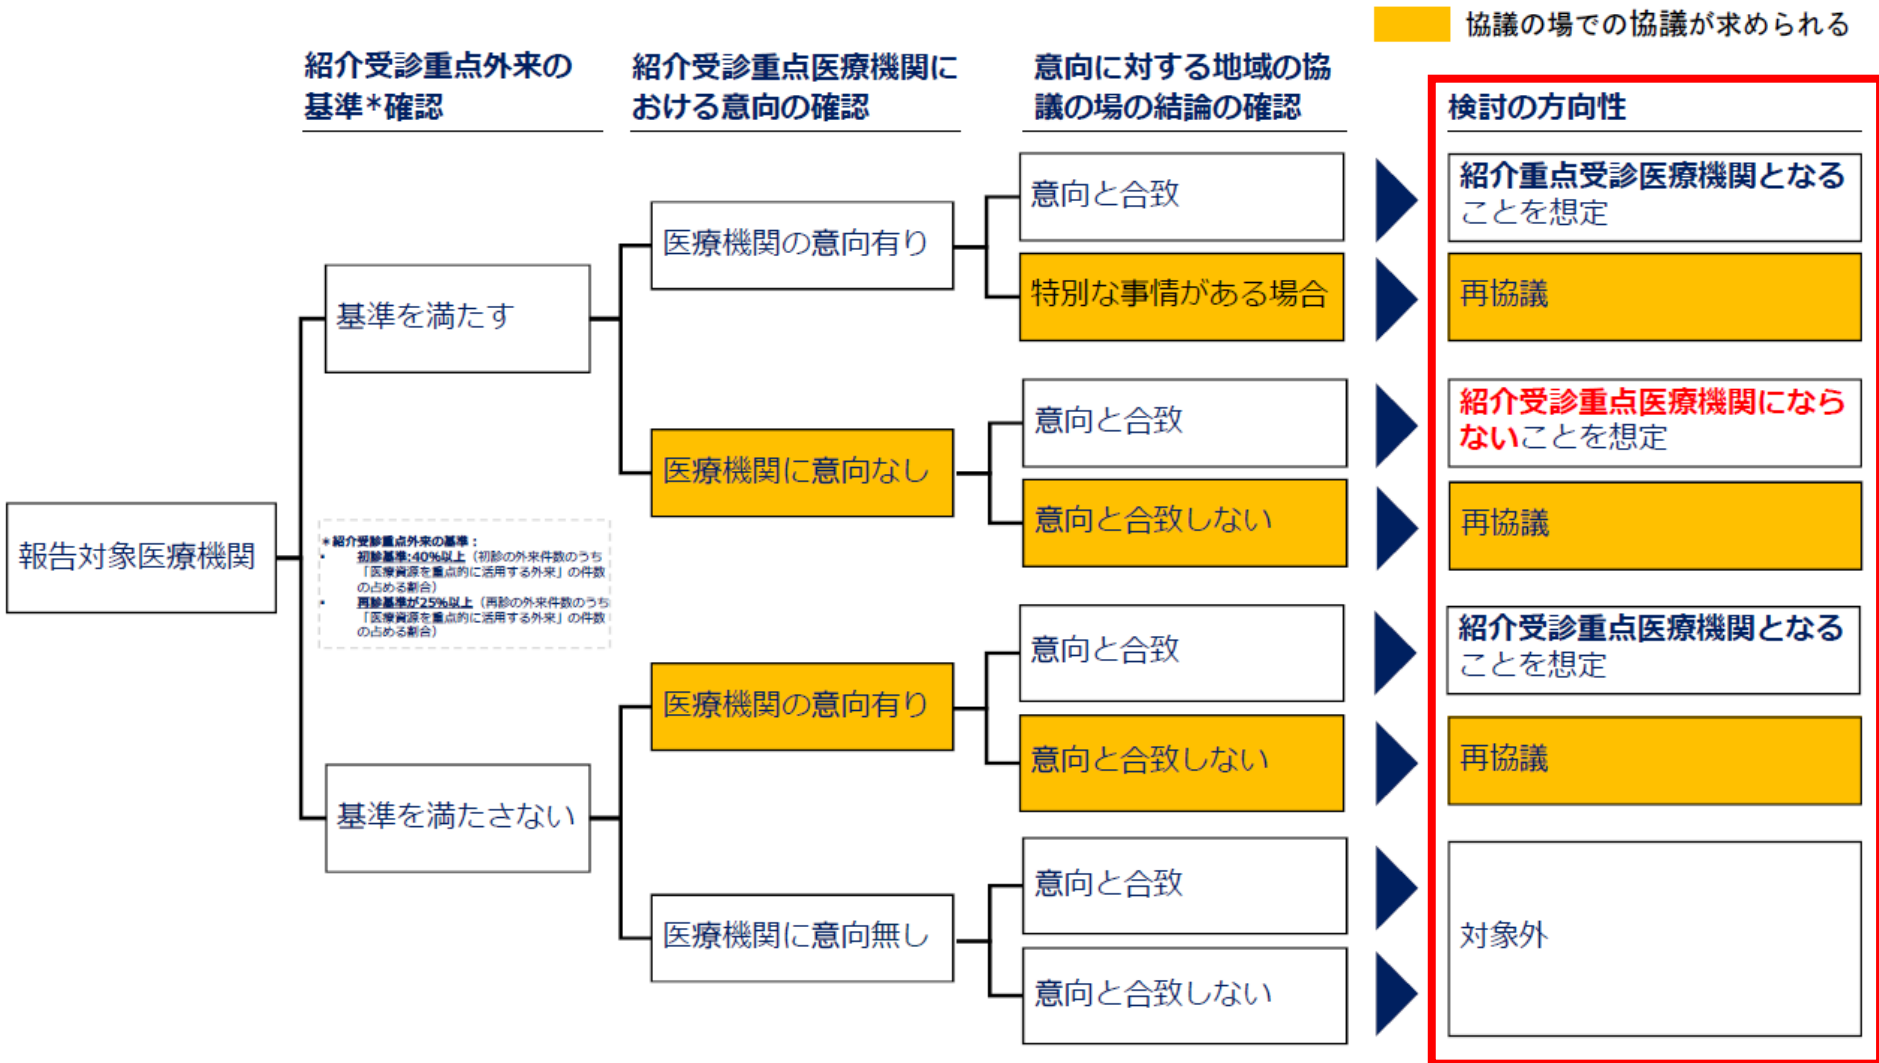 協議の場での協議が求められる
紹介受診重点外来の
基準*確認
紹介受診重点医療機関に
おける意向の確認
意向に対する地域の協
議の場の結論の確認
検討の方向性
報告対象医療機関
基準を満たす
医療機関の意向有り
意向と合致
紹介重点受診医療機関となる
ことを想定
特別な事情がある場合
再協議
医療機関に意向なし
意向と合致
紹介受診重点医療機関になら
ないことを想定
意向と合致しない
再協議
*紹介受診重点外来の基準：
▪ 初診基準:40%以上（初診の外来件数のうち
「医療資源を重点的に活用する外来」の件数
の占める割合）
▪ 再診基準が25%以上（再診の外来件数のうち
「医療資源を重点的に活用する外来」の件数
の占める割合）
基準を満たさない
医療機関の意向有り
意向と合致
紹介受診重点医療機関となる
ことを想定
意向と合致しない
再協議
医療機関に意向無し
意向と合致
意向と合致しない
対象外